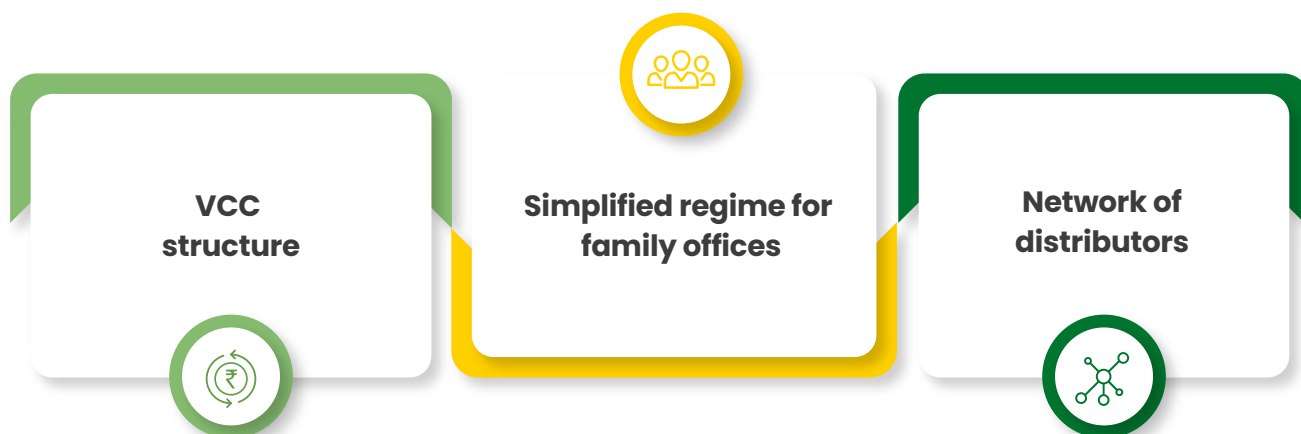 VCC
structure
Simplified regime for
family offices
Network of
distributors
₹